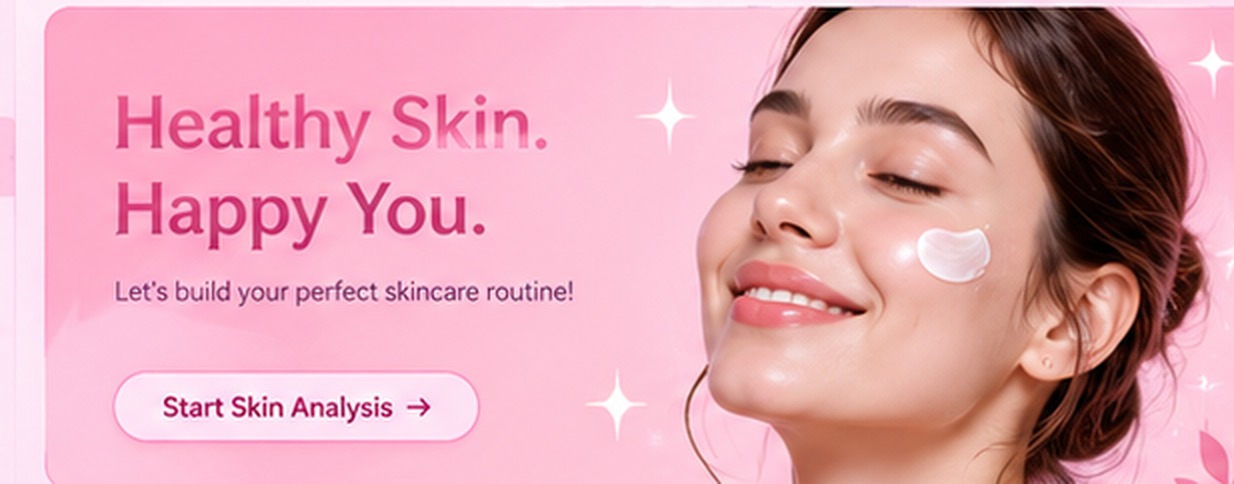 Healthy Skin.
Happy You.
Let's build your perfect skincare routine!
Start Skin Analysis →